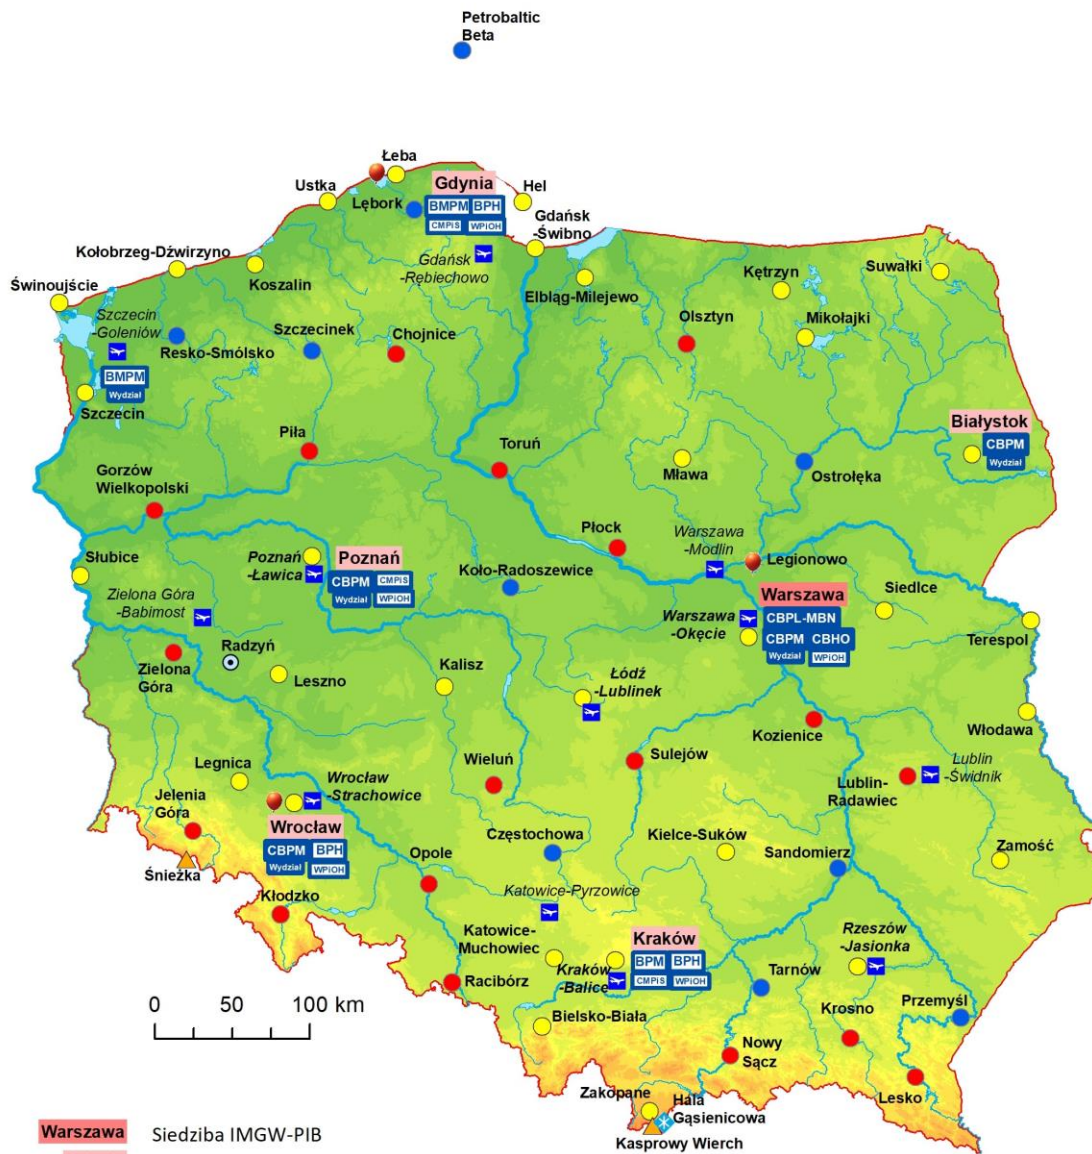 Petrobaltic
Beta
Łeba
Ustka
Gdynia
Hel
Lębork
BMPM BPH
CMPiS WPiOH
Gdańsk
-Świbno
Kołobrzeg-Dźwirzyno
Gdańsk
-Rębiechowo
Koszalin
Elbląg-Milejewo
Kętrzyn
Suwałki
Świnoujście
Szczecin
-Goleniów
Resko-Smólsko
Szczecinek
Chojnice
Olsztyn
Mikołajki
BMPM
Wydział
Szczecin
Piła
Toruń
Białystok
CBPM
Wydział
Mława
Ostrołęka
Gorzów
Wielkopolski
Płock
Warszawa
-Modlin
Legionowo
Słubice
Poznań
-Ławica
Poznań
CBPM CMPiS
Wydział WPiOH
Koło-Radoszewice
Zielona Góra
-Babimost
Warszawa
CBPL-MBN
CBPM CBHO
Wydział WPiOH
Warszawa
-Okęcie
Siedlce
Terespol
Radzyń
Zielona
Góra
Leszno
Kalisz
Łódź
-Lublinek
Kozienice
Włodawa
Wieluń
Sulejów
Lublin-
Radawiec
Lublin
-Świdnik
Legnica
Wrocław
-Strachowice
Jelenia
Góra
Wrocław
CBPM BPH
Wydział WPiOH
Śnieżka
Częstochowa
Kielce-Suków
Sandomierz
Zamość
Opole
Kłodzko
Katowice-Pyrzowice
Katowice-
Muchowiec
Kraków
BPM BPH
CMPiS WPiOH
Kraków
-Balice
Rzeszów
-Jasionka
Racibórz
Tarnów
Przemyśl
Krosno
Bielsko-Biała
Nowy
Sącz
Lesko
0 50 100 km
Zakopane
Hala
Gąsienicowa
Kasprowy Wierch
Warszawa Siedziba IMGW-PIB